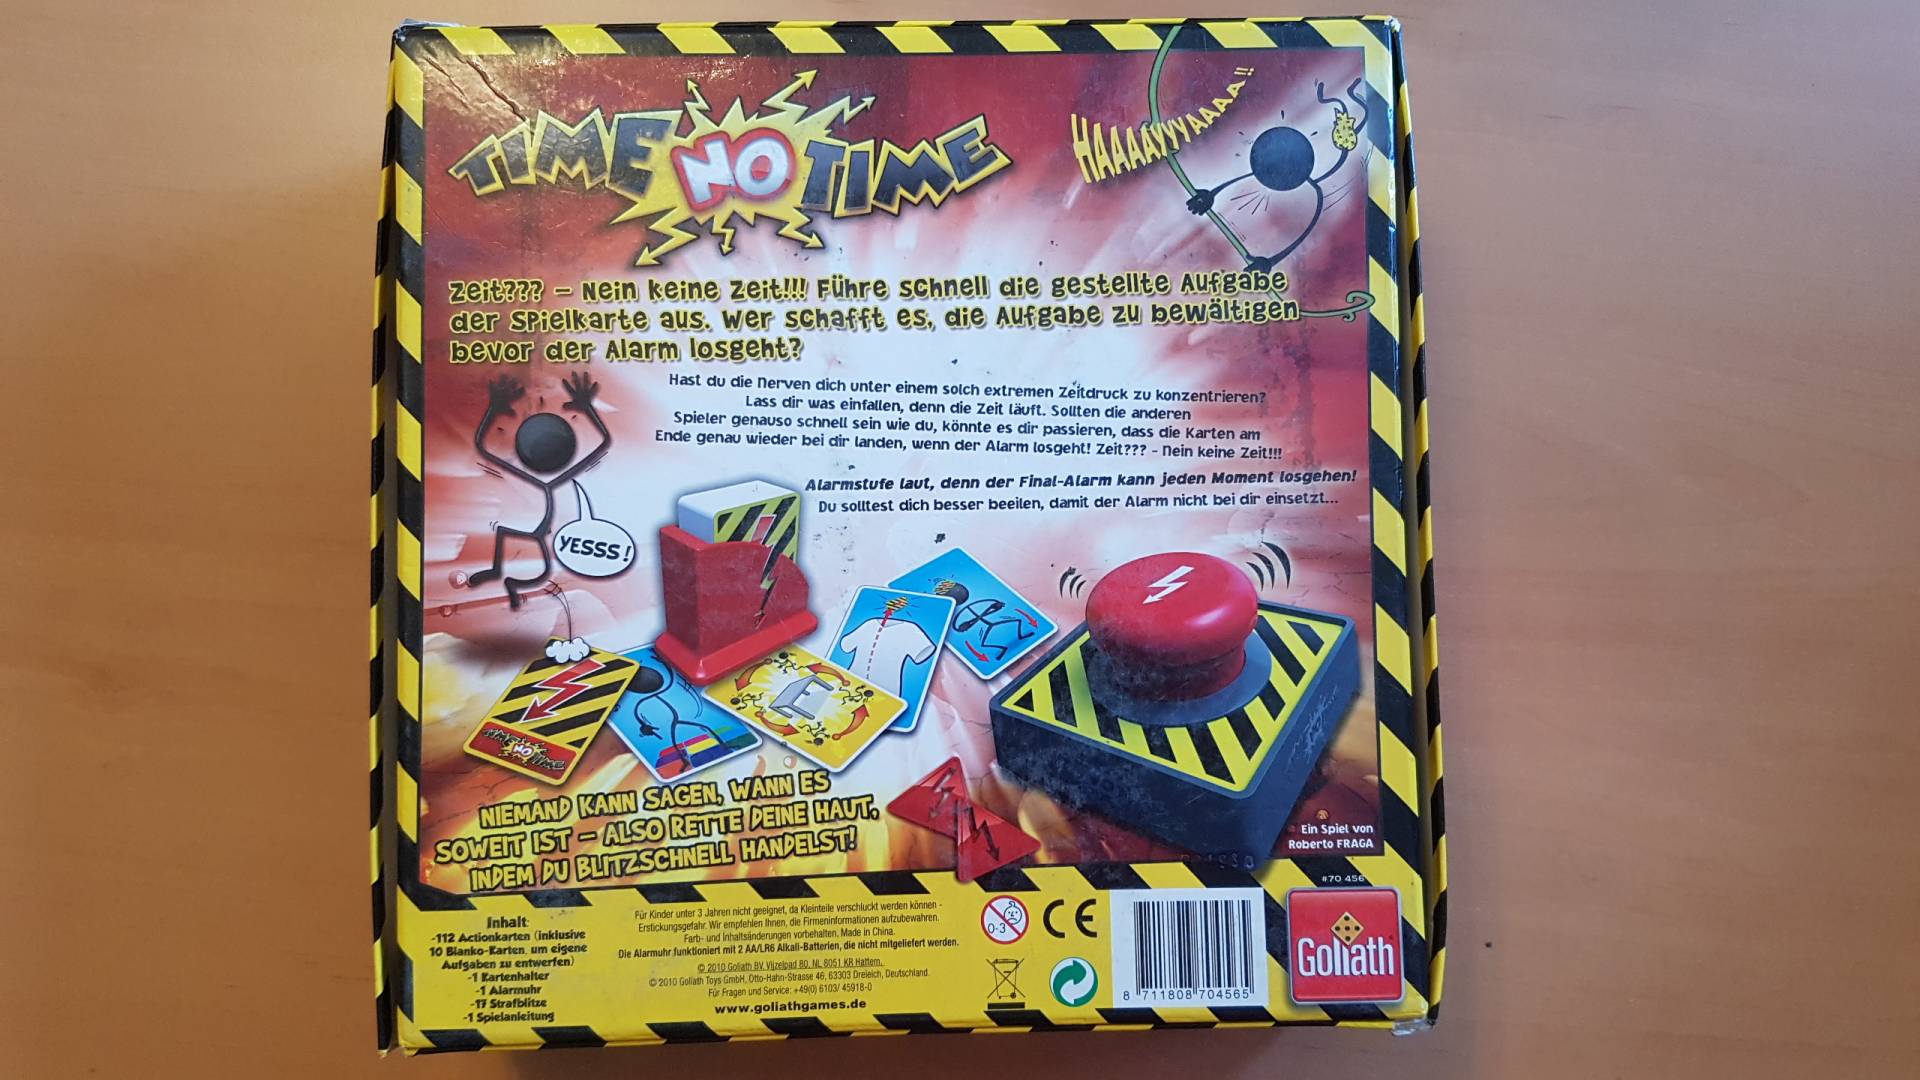 TIME NO TIME
HAAAAYYYAAAAA!!
Zeit??? – Nein keine Zeit!!! Führe schnell die gestellte Aufgabe
der Spielkarte aus. Wer schafft es, die Aufgabe zu bewältigen
bevor der Alarm losgeht?
Hast du die Nerven dich unter einem solch extremen Zeitdruck zu konzentrieren?
Lass dir was einfallen, denn die Zeit läuft. Sollten die anderen
Spieler genauso schnell sein wie du, könnte es dir passieren, dass die Karten am
Ende genau wieder bei dir landen, wenn der Alarm losgeht! Zeit??? - Nein keine Zeit!!!
Alarmstufe laut, denn der Final-Alarm kann jeden Moment losgehen!
Du solltest dich besser beeilen, damit der Alarm nicht bei dir einsetzt...
YESSS!
TIME NO TIME
NIEMAND KANN SAGEN, WANN ES
SOWEIT IST – ALSO RETTE DEINE HAUT,
INDEM DU BLITZSCHNELL HANDELST!
Ein Spiel von
Roberto FRAGA
#70 456
Inhalt:
-112 Actionkarten (inklusive
10 Blanko-Karten, um eigene
Aufgaben zu entwerfen)
-1 Kartenhalter
-1 Alarmuhr
-17 Strafblitze
-1 Spielanleitung
Für Kinder unter 3 Jahren nicht geeignet, da Kleinteile verschluckt werden können -
Erstickungsgefahr. Wir empfehlen Ihnen, die Firmeninformationen aufzubewahren.
Farb- und Inhaltsänderungen vorbehalten. Made in China.
Die Alarmuhr funktioniert mit 2 AA/LR6 Alkali-Batterien, die nicht mitgeliefert werden.
© 2010 Goliath BV, Vijzelpad 80, NL 8051 KR Hattem.
© 2010 Goliath Toys GmbH, Otto-Hahn-Strasse 46, 63303 Dreieich, Deutschland.
Für Fragen und Service: +49(0) 6103/ 45918-0
www.goliathgames.de
0-3
CE
8 711808 704565
Goliath